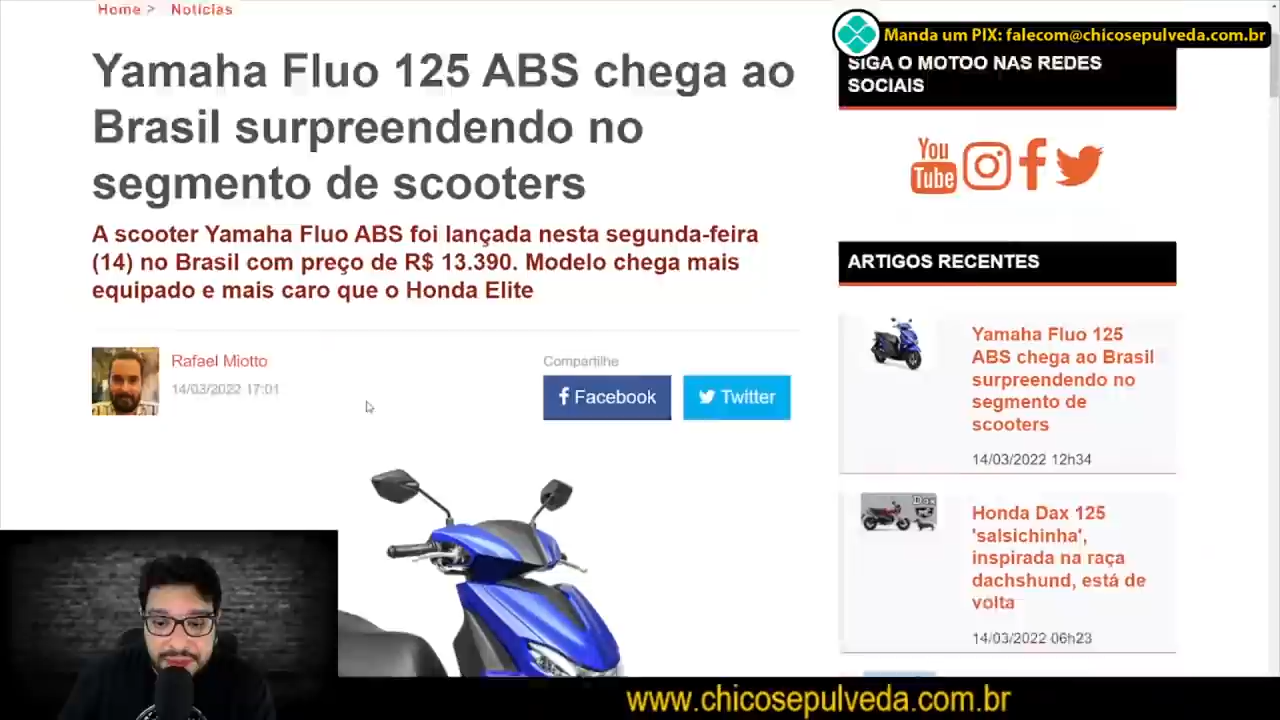 Home > Notícias
Manda um PIX: falecom@chicosepulveda.com.br
Yamaha Fluo 125 ABS chega ao
Brasil surpreendendo no
segmento de scooters
A scooter Yamaha Fluo ABS foi lançada nesta segunda-feira
(14) no Brasil com preço de R$ 13.390. Modelo chega mais
equipado e mais caro que o Honda Elite
Rafael Miotto
14/03/2022 17:01
Compartilhe
Facebook
Twitter
SIGA O MOTOO NAS REDES
SOCIAIS
You
Tube
ARTIGOS RECENTES
Yamaha Fluo 125
ABS chega ao Brasil
surpreendendo no
segmento de
scooters
14/03/2022 12h34
Dax
Honda Dax 125
'salsichinha',
inspirada na raça
dachshund, está de
volta
14/03/2022 06h23
www.chicosepulveda.com.br